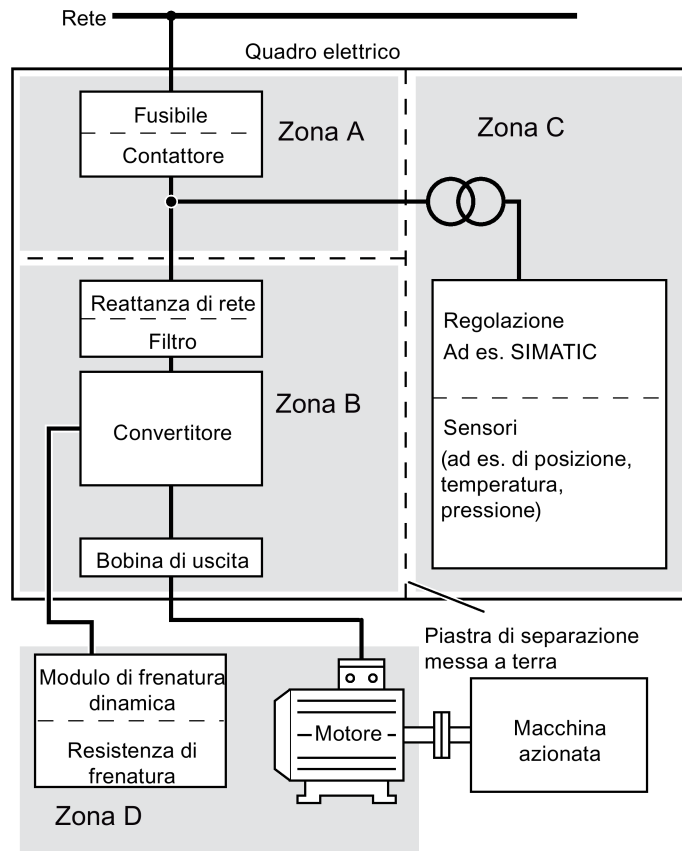 Rete
Quadro elettrico
Fusibile
Contattore
Zona A
Zona C
Reattanza di rete
Filtro
Zona B
Convertitore
Bobina di uscita
Regolazione
Ad es. SIMATIC
Sensori
(ad es. di posizione,
temperatura,
pressione)
Piastra di separazione
messa a terra
Modulo di frenatura
dinamica
Resistenza di
frenatura
Zona D
Motore
Macchina
azionata